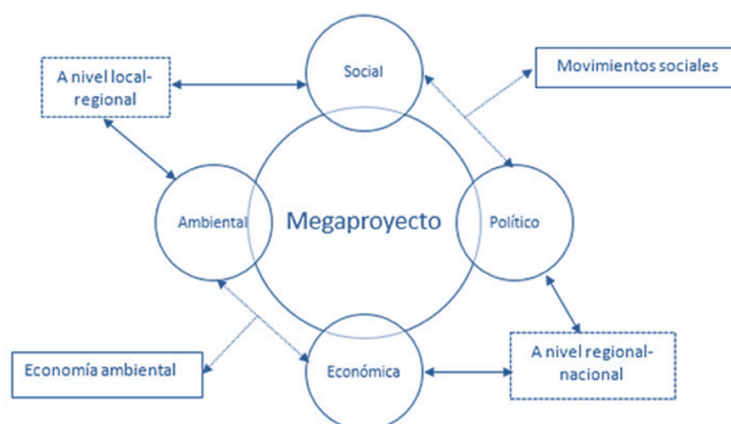 Social
A nivel local-
regional
Movimientos sociales
Ambiental
Megaproyecto
Político
Economía ambiental
Económica
A nivel regional-
nacional